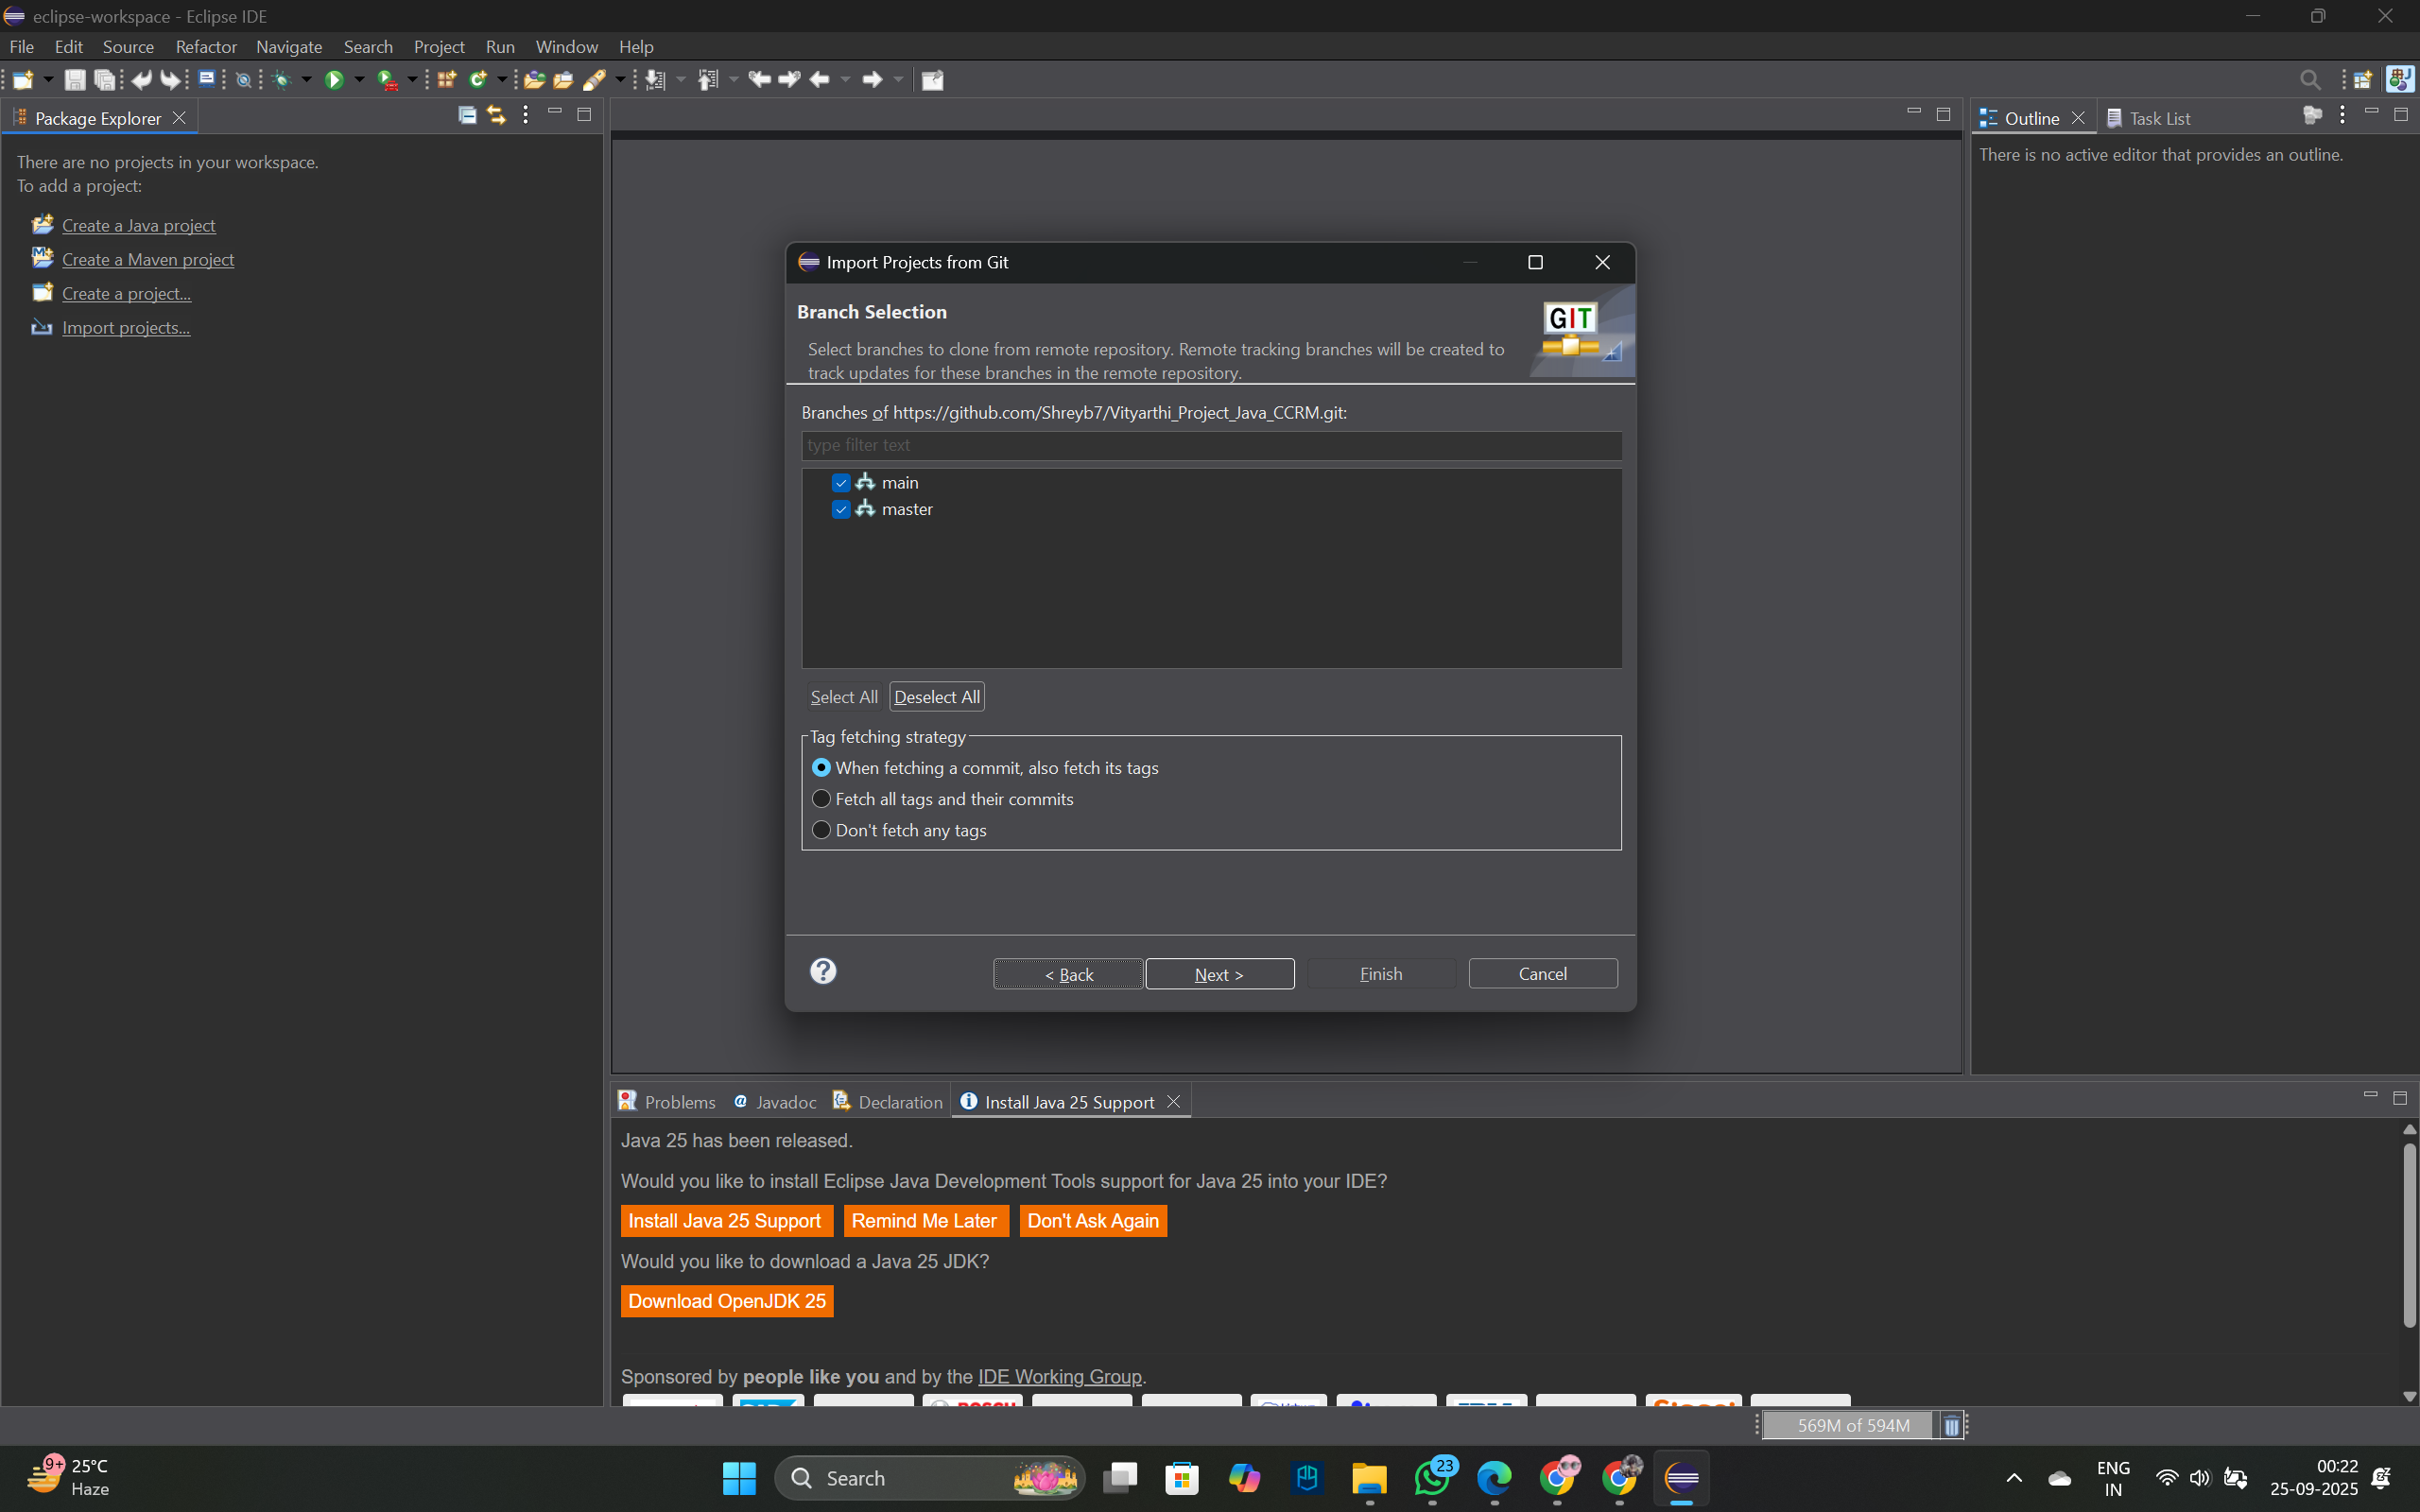 eclipse-workspace - Eclipse IDE
File Edit Source Refactor Navigate Search Project Run Window Help
Package Explorer
There are no projects in your workspace.
To add a project:
Create a Java project
Create a Maven project
Create a project...
Import projects...
Outline Task List
There is no active editor that provides an outline.
Import Projects from Git
Branch Selection
Select branches to clone from remote repository. Remote tracking branches will be created to
track updates for these branches in the remote repository.
GIT
Branches of https://github.com/Shreyb7/Vityarthi_Project_Java_CCRM.git:
type filter text
main
master
Select All Deselect All
Tag fetching strategy
When fetching a commit, also fetch its tags
Fetch all tags and their commits
Don't fetch any tags
? < Back Next > Finish Cancel
Problems @ Javadoc Declaration Install Java 25 Support
Java 25 has been released.
Would you like to install Eclipse Java Development Tools support for Java 25 into your IDE?
Install Java 25 Support Remind Me Later Don't Ask Again
Would you like to download a Java 25 JDK?
Download OpenJDK 25
Sponsored by people like you and by the IDE Working Group.
569M of 594M
9+ 25°C
Haze
Search
23
ENG
IN
00:22
25-09-2025